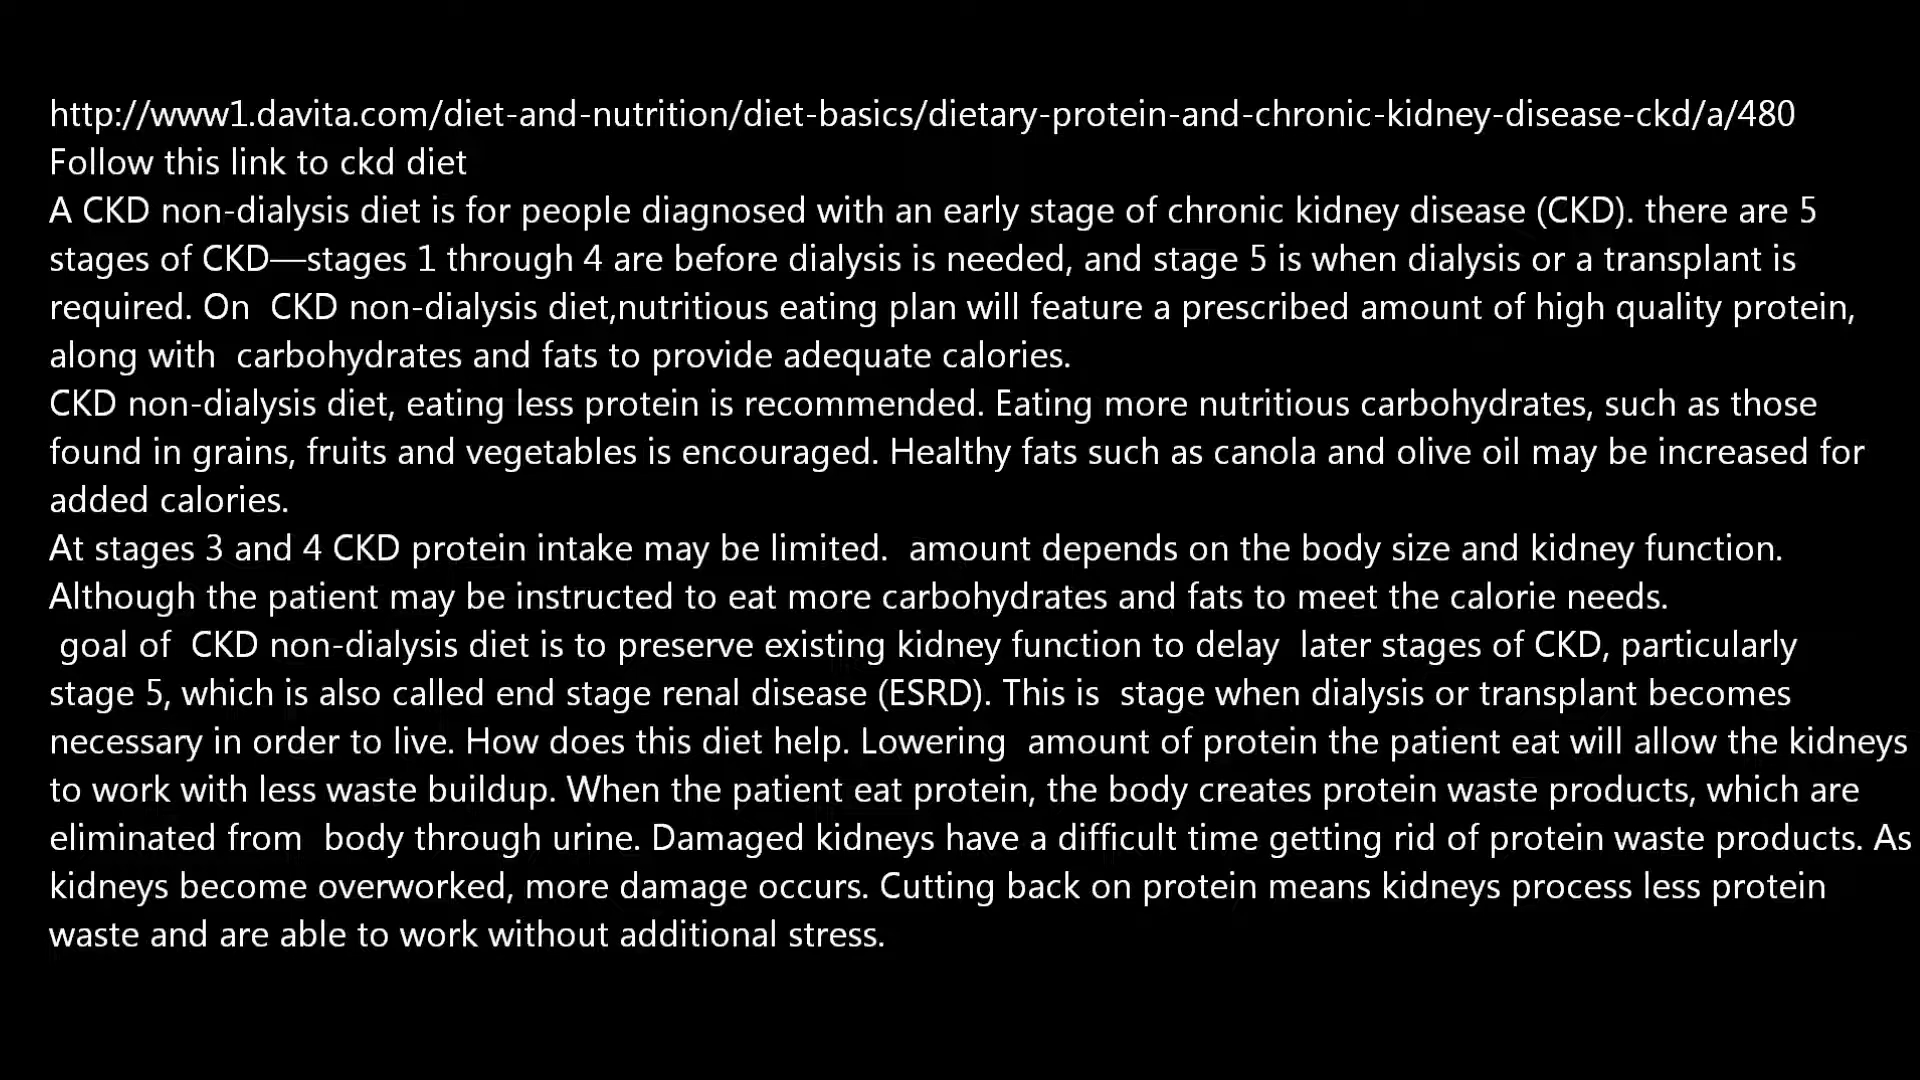 http://www1.davita.com/diet-and-nutrition/diet-basics/dietary-protein-and-chronic-kidney-disease-ckd/a/480
Follow this link to ckd diet
A CKD non-dialysis diet is for people diagnosed with an early stage of chronic kidney disease (CKD). there are 5
stages of CKD—stages 1 through 4 are before dialysis is needed, and stage 5 is when dialysis or a transplant is
required. On  CKD non-dialysis diet,nutritious eating plan will feature a prescribed amount of high quality protein,
along with  carbohydrates and fats to provide adequate calories.
CKD non-dialysis diet, eating less protein is recommended. Eating more nutritious carbohydrates, such as those
found in grains, fruits and vegetables is encouraged. Healthy fats such as canola and olive oil may be increased for
added calories.
At stages 3 and 4 CKD protein intake may be limited.  amount depends on the body size and kidney function.
Although the patient may be instructed to eat more carbohydrates and fats to meet the calorie needs.
 goal of  CKD non-dialysis diet is to preserve existing kidney function to delay  later stages of CKD, particularly
stage 5, which is also called end stage renal disease (ESRD). This is  stage when dialysis or transplant becomes
necessary in order to live. How does this diet help. Lowering  amount of protein the patient eat will allow the kidneys
to work with less waste buildup. When the patient eat protein, the body creates protein waste products, which are
eliminated from  body through urine. Damaged kidneys have a difficult time getting rid of protein waste products. As
kidneys become overworked, more damage occurs. Cutting back on protein means kidneys process less protein
waste and are able to work without additional stress.